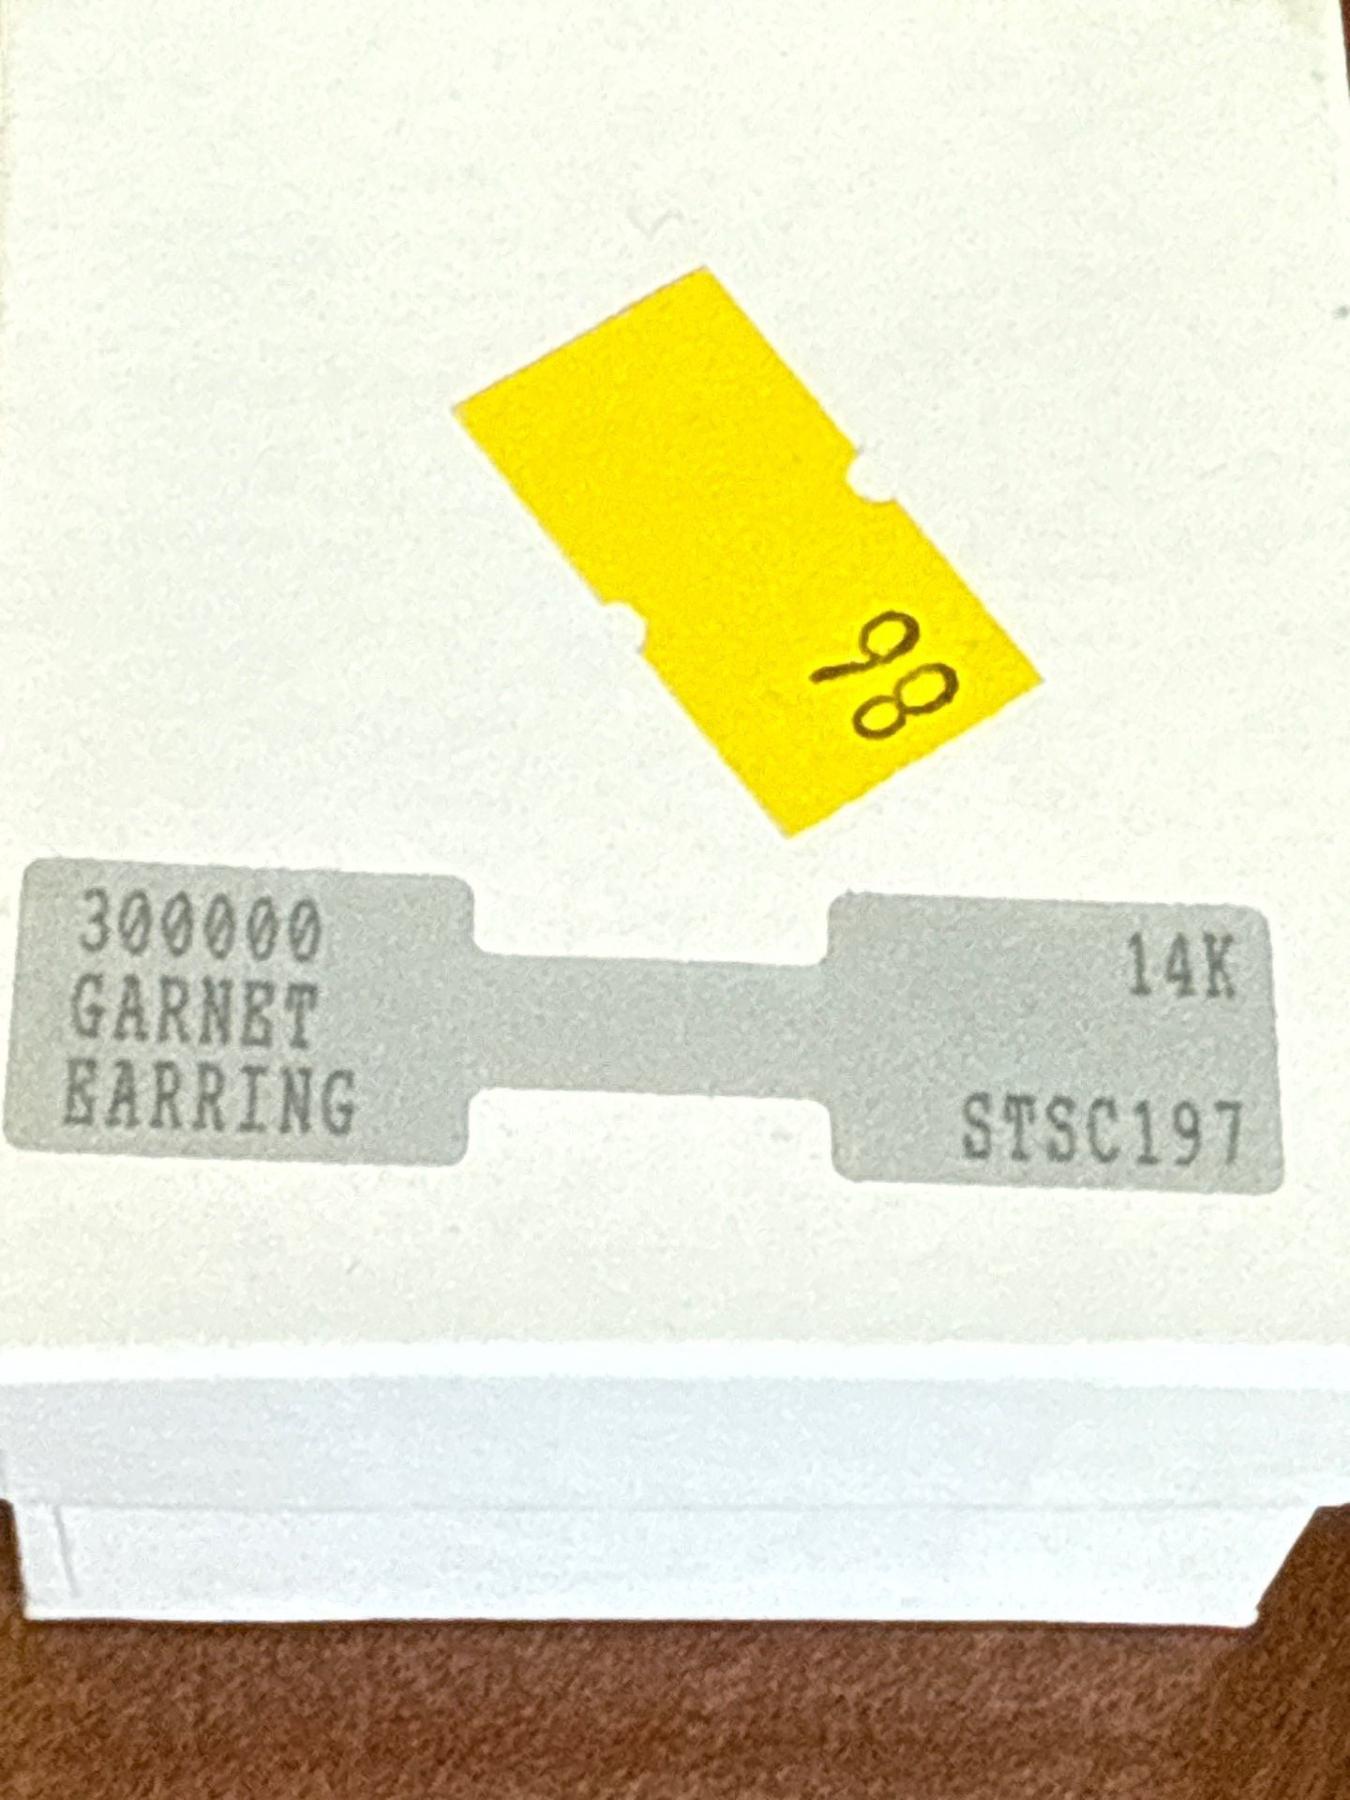 98
300000
GARNET
EARRING
14K
STSC197